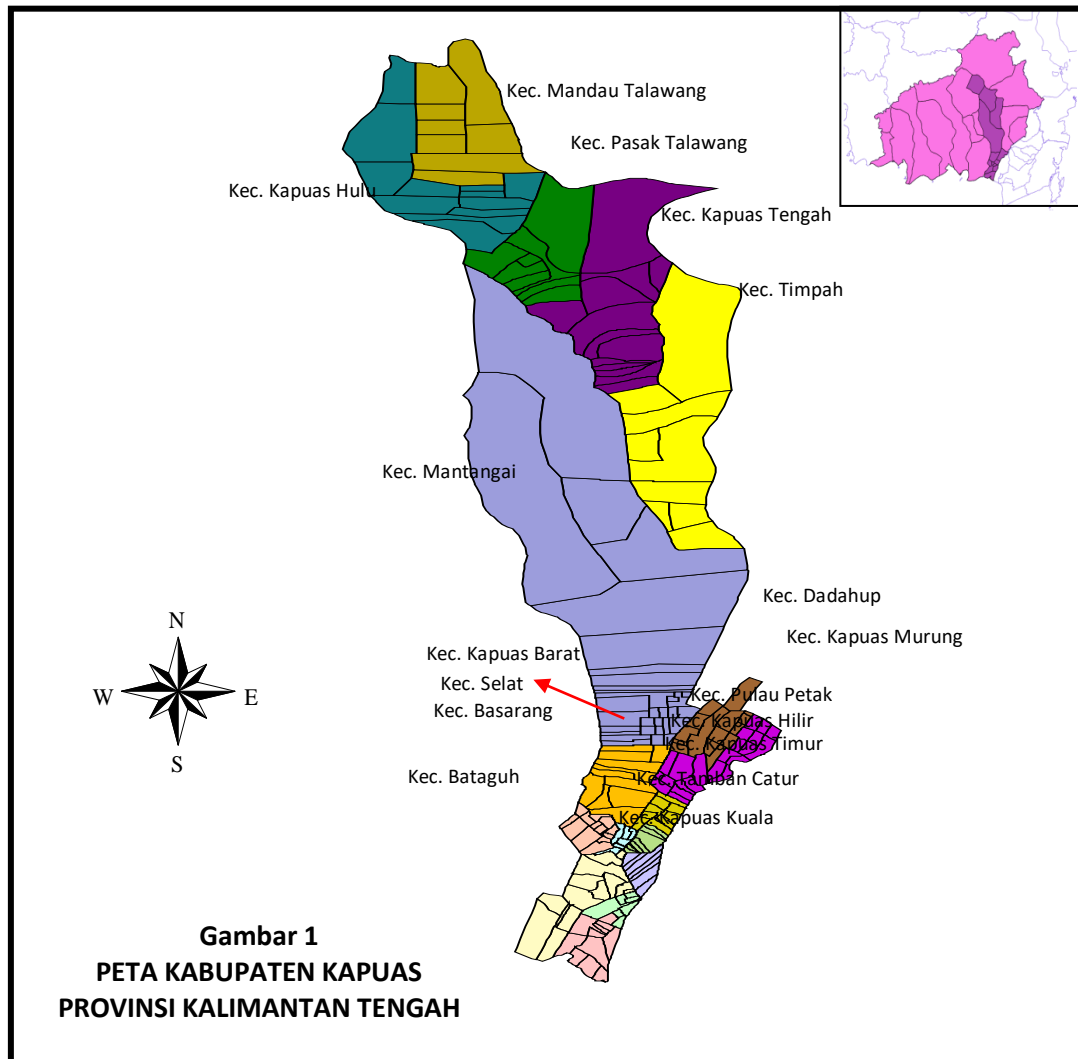 Kec. Mandau Talawang
Kec. Pasak Talawang
Kec. Kapuas Hulu
Kec. Kapuas Tengah
Kec. Timpah
Kec. Mantangai
Kec. Dadahup
Kec. Kapuas Murung
Kec. Kapuas Barat
Kec. Selat
Kec. Pulau Petak
Kec. Basarang
Kec. Kapuas Hilir
Kec. Kapuas Timur
Kec. Bataguh
Kec. Tamban Catur
Kec. Kapuas Kuala
N
W
E
S
Gambar 1
PETA KABUPATEN KAPUAS
PROVINSI KALIMANTAN TENGAH